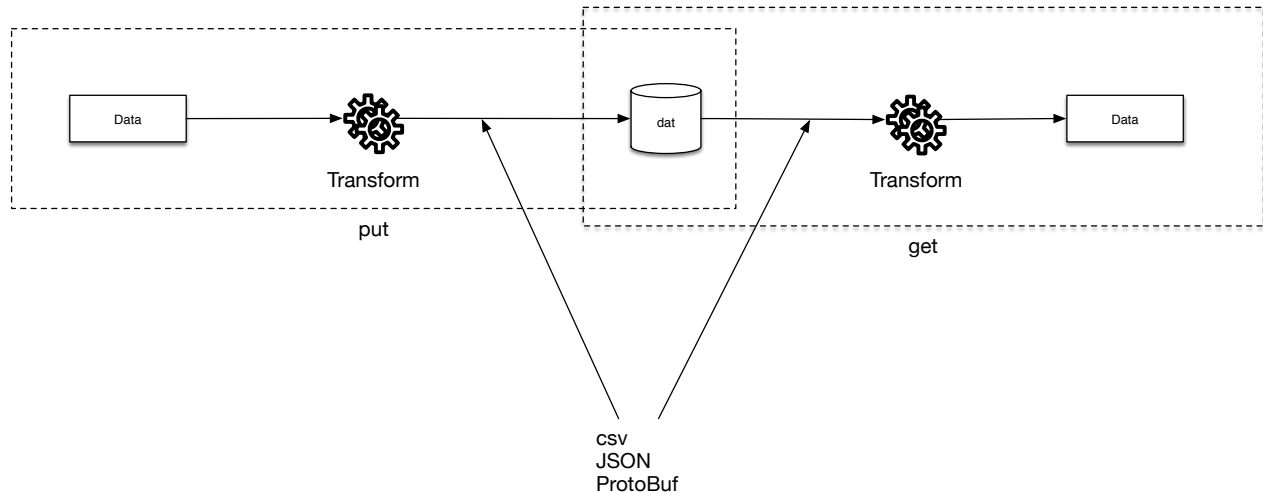 Data
Transform
dat
Transform
Data
put
get
csv
JSON
ProtoBuf